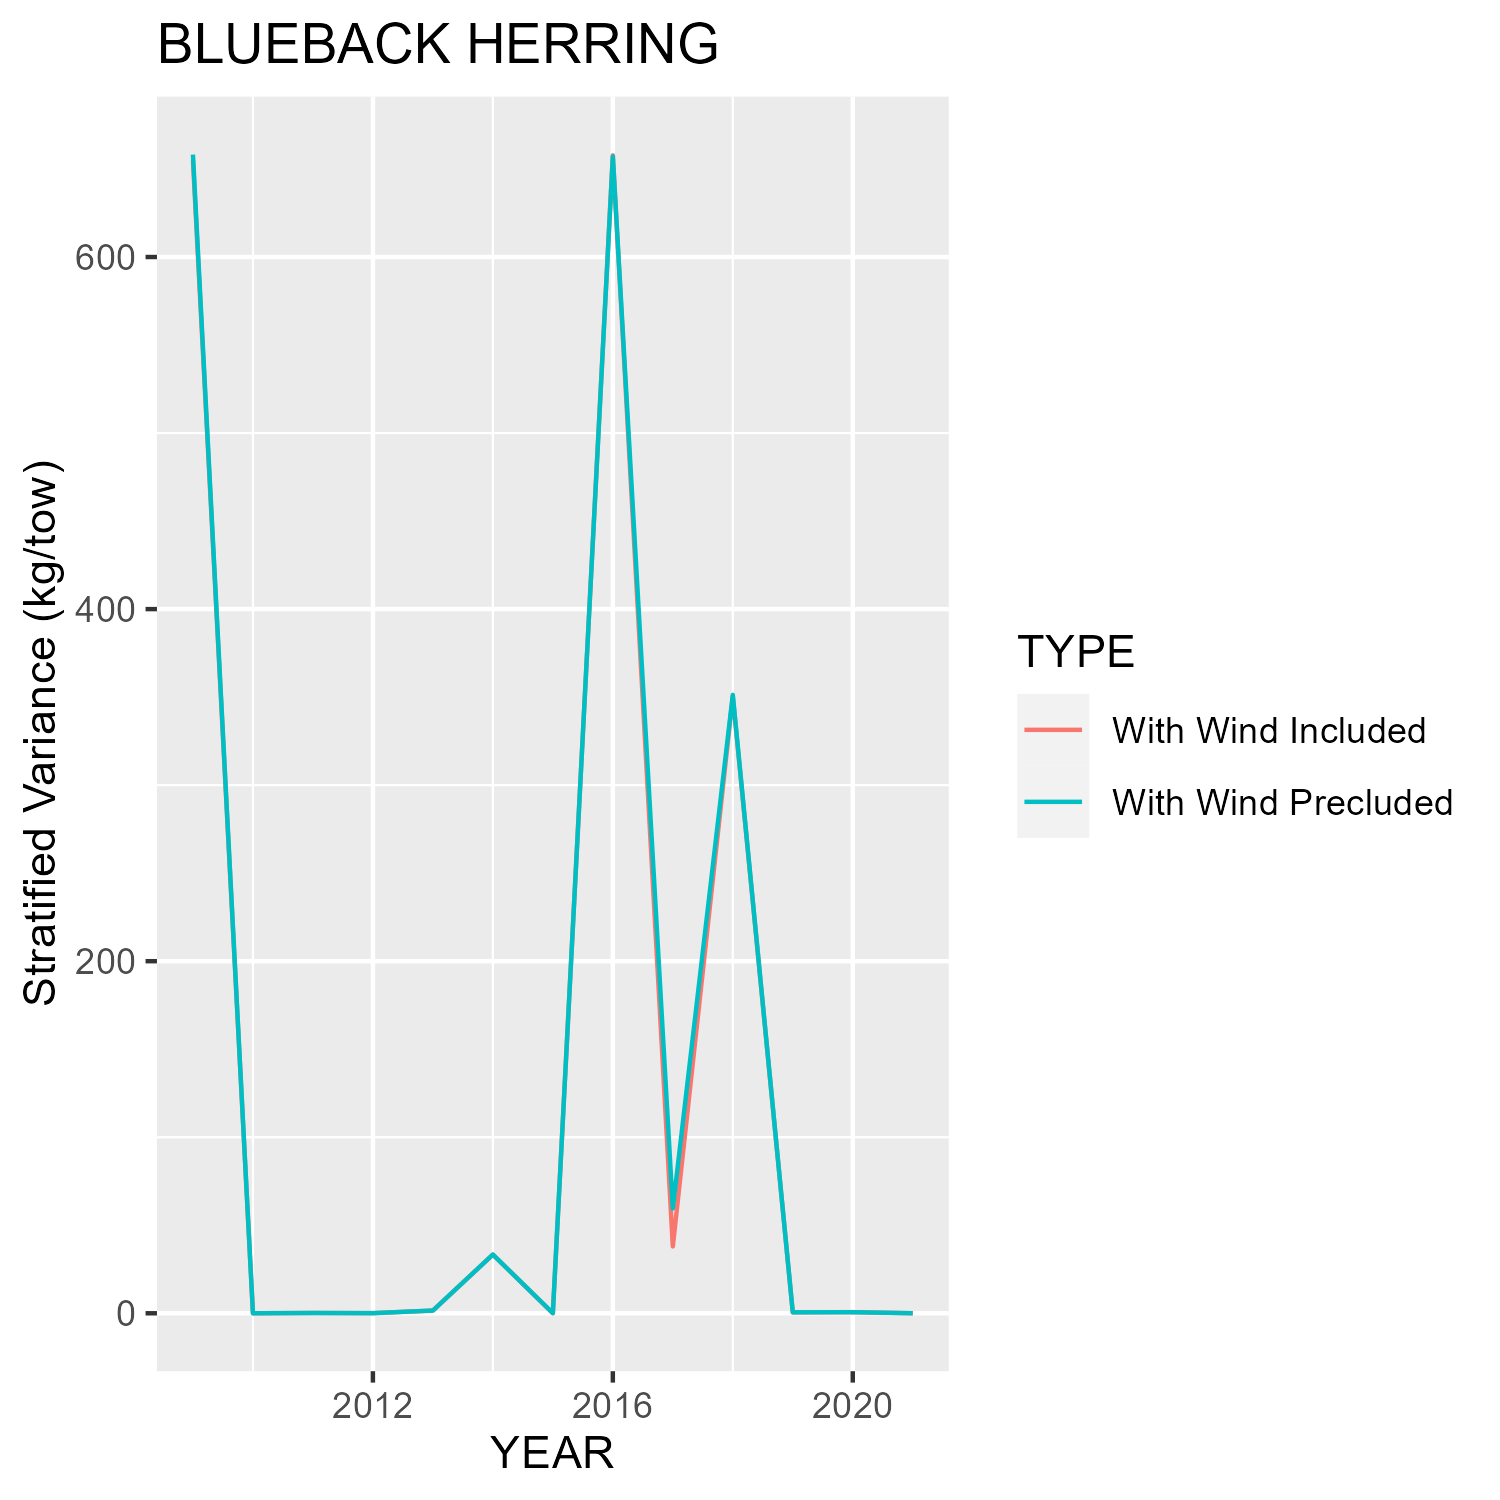 BLUEBACK HERRING
Stratified Variance (kg/tow)
600
400
200
0
2012
2016
2020
YEAR
TYPE
With Wind Included
With Wind Precluded